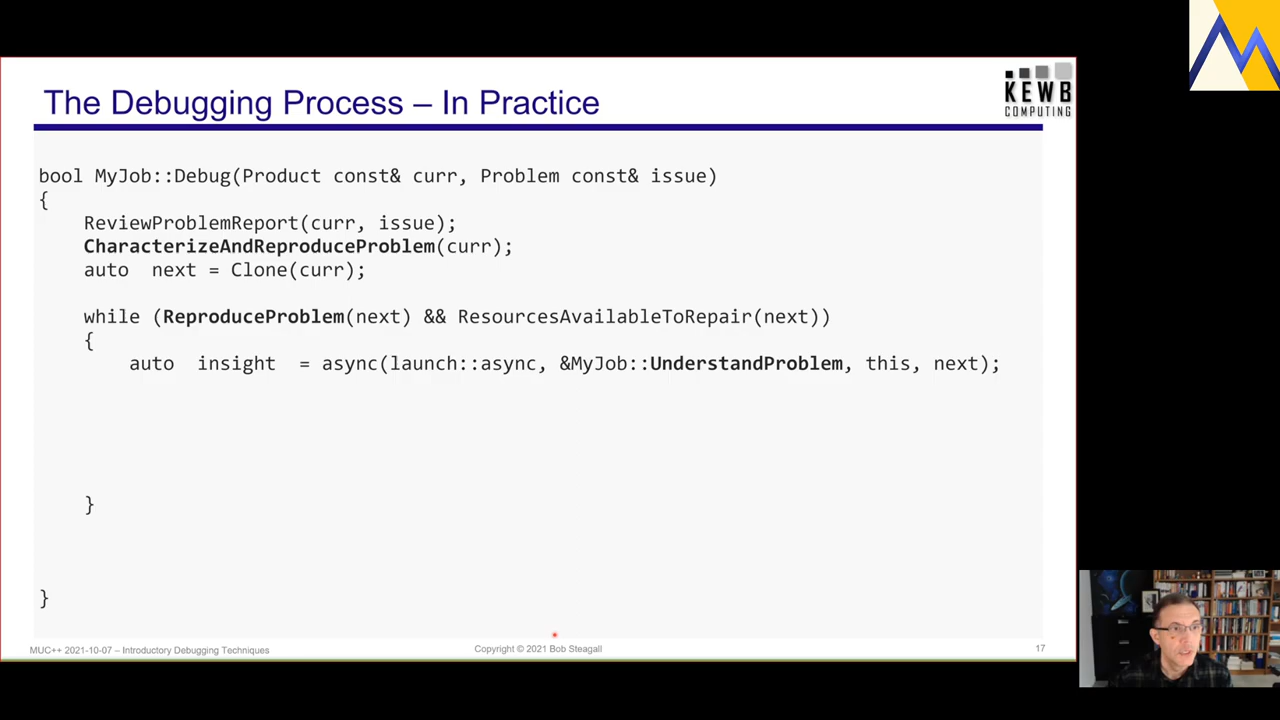 The Debugging Process – In Practice
KEWB
COMPUTING
bool MyJob::Debug(Product const& curr, Problem const& issue)
{
ReviewProblemReport(curr, issue);
CharacterizeAndReproduceProblem(curr);
auto next = Clone(curr);
while (ReproduceProblem(next) && ResourcesAvailableToRepair(next))
{
auto insight = async(launch::async, &MyJob::UnderstandProblem, this, next);
}
}
MUC++ 2021-10-07 – Introductory Debugging Techniques
Copyright © 2021 Bob Steagall
17